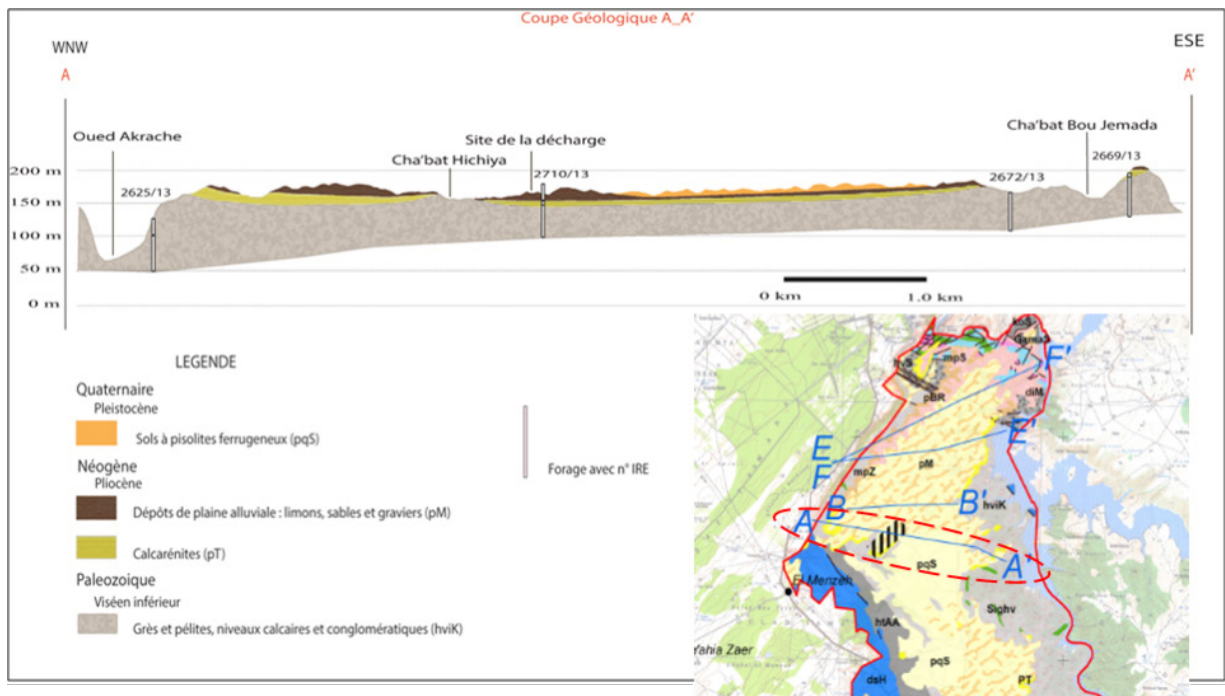 Coupe Géologique A_A'
WNW
ESE
A
A'
Oued Akrache
Site de la décharge
Cha'bat Hichiya
Cha'bat Bou Jemada
200 m
150 m
100 m
50 m
0 m
2625/13
2710/13
2672/13
2669/13
0 km
1.0 km
LEGENDE
Quaternaire
Pleistocène
Sols à pisolites ferrugeneux (pqS)
Néogène
Pliocène
Dépôts de plaine alluviale : limons, sables et graviers (pM)
Calcarénites (pT)
Paleozoique
Viséen inférieur
Grès et pélites, niveaux calcaires et conglomératiques (hviK)
Forage avec n° IRE
hvS
mpS
pBR
diM
F'
E'
E
F
mpZ
pM
B
B'
hviK
A
A'
pqS
El Menzeh
Sighv
htAA
Yahia Zaer
pqS
dsH
PT